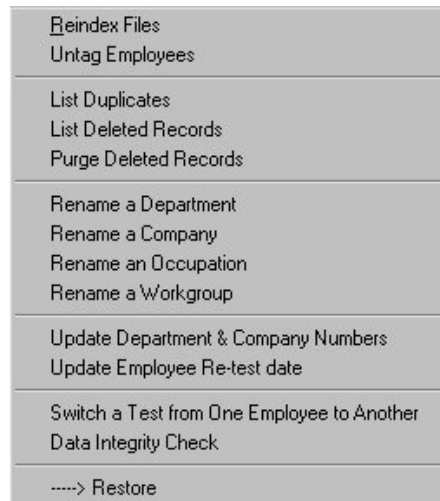 Reindex Files
Untag Employees
List Duplicates
List Deleted Records
Purge Deleted Records
Rename a Department
Rename a Company
Rename an Occupation
Rename a Workgroup
Update Department & Company Numbers
Update Employee Re-test date
Switch a Test from One Employee to Another
Data Integrity Check
-----> Restore